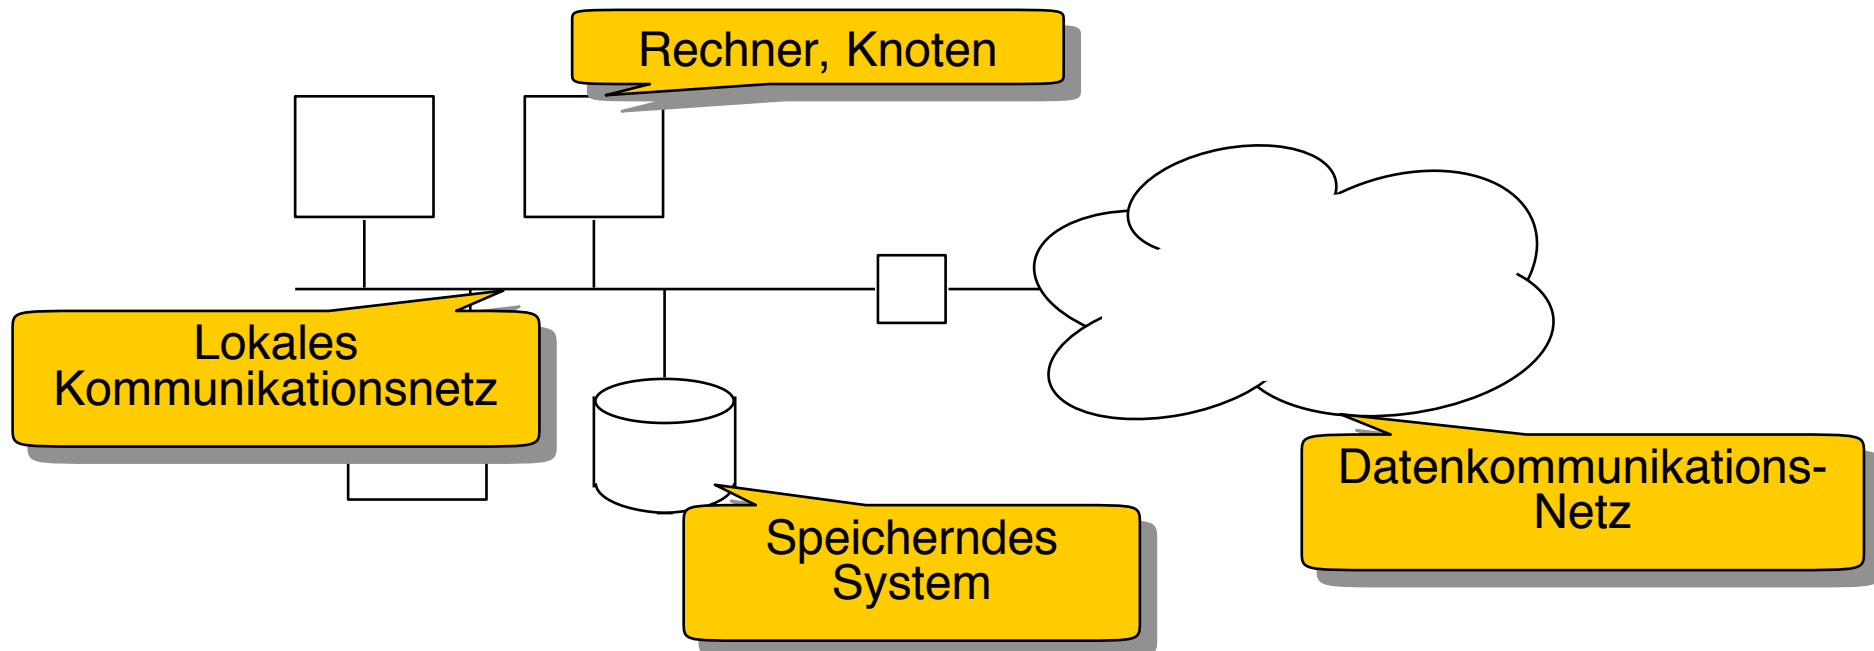 Rechner, Knoten
Lokales
Kommunikationsnetz
Speicherndes
System
Datenkommunikations-
Netz